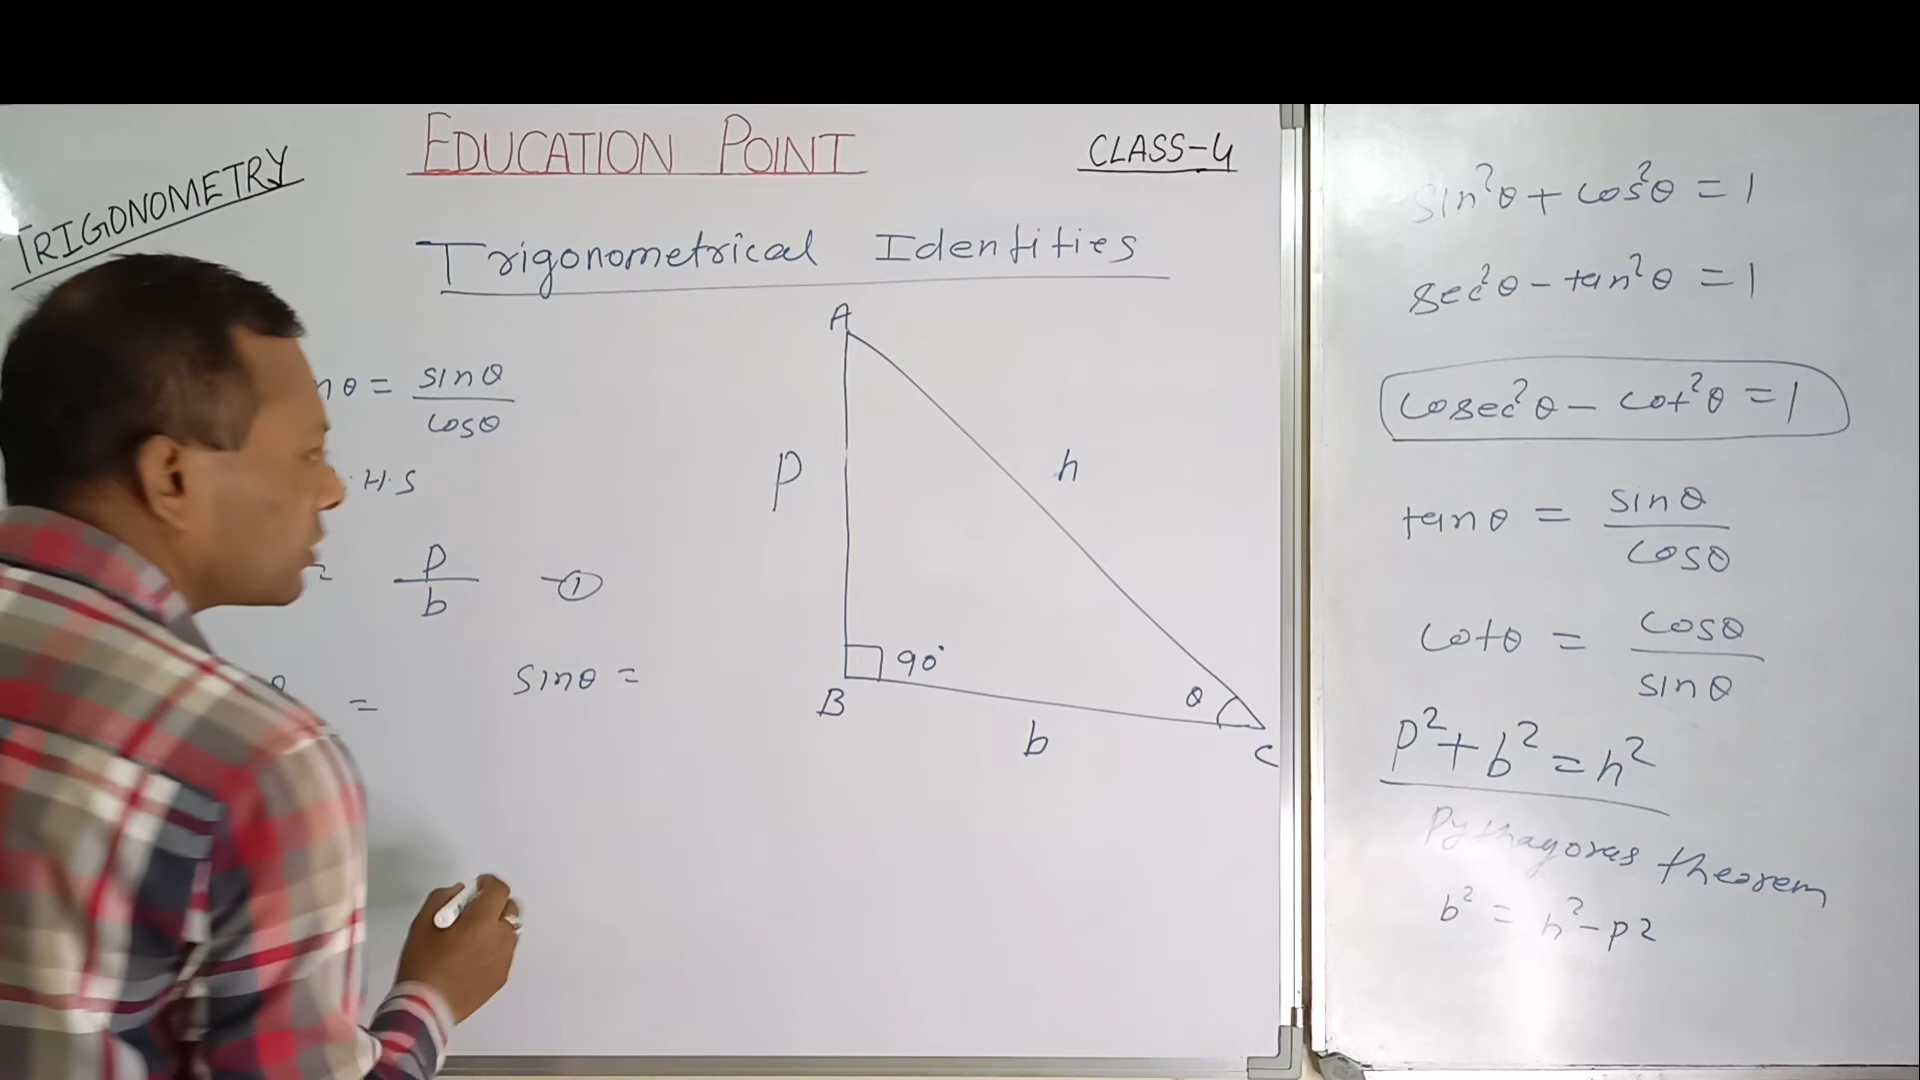 EDUCATION POINT
CLASS-4
TRIGONOMETRY
Trigonometrical Identities
nθ = sinθ / cosθ
.H.S
p / b —①
θ = sinθ =
A
p
h
90°
B
θ
b
C
sin²θ + cos²θ = 1
sec²θ - tan²θ = 1
cosec²θ - cot²θ = 1
tanθ = sinθ / cosθ
cotθ = cosθ / sinθ
p² + b² = h²
Pythagoras theorem
b² = h² - p2